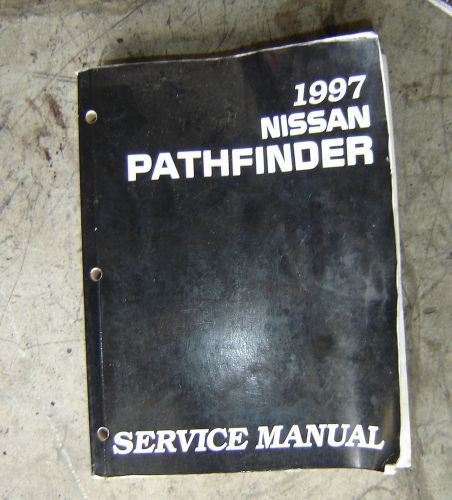 1997
NISSAN
PATHFINDER
SERVICE MANUAL